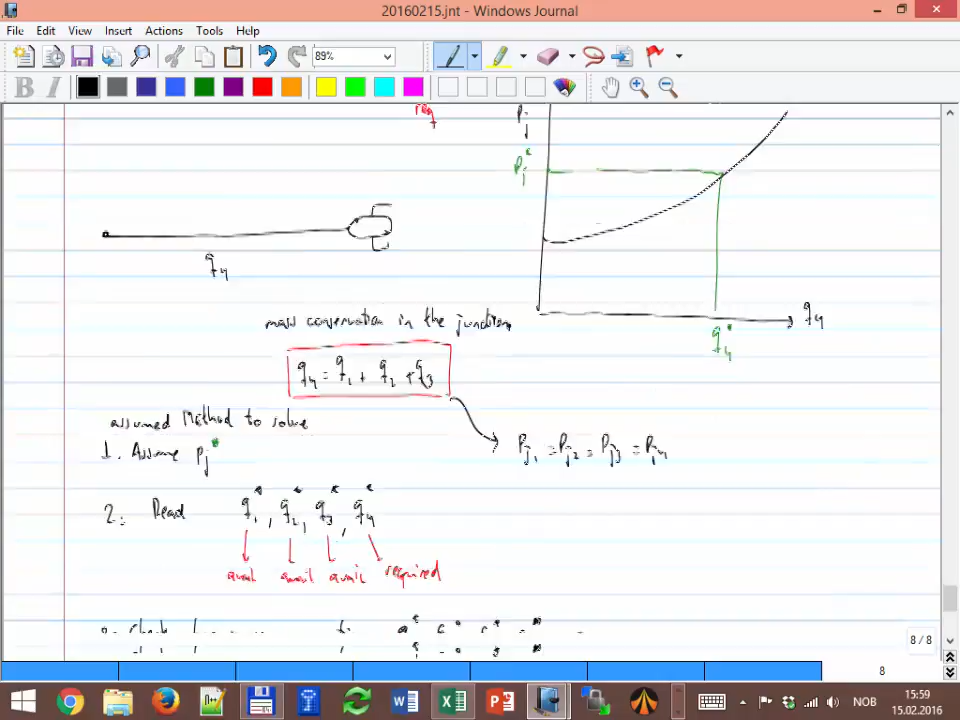 20160215.jnt - Windows Journal
File Edit View Insert Actions Tools Help
89%
B I
req
Pj
Pj*
q4
q4
q4*
mass conservation in the junction
q4 = q1 + q2 + q3
assumed Method to solve
1. Assume Pj*
Pj1 = Pj2 = Pj3 = Pj4
2. Read q1*, q2*, q3*, q4*
avail avail avail required
8 / 8
8
NOB
15:59
15.02.2016